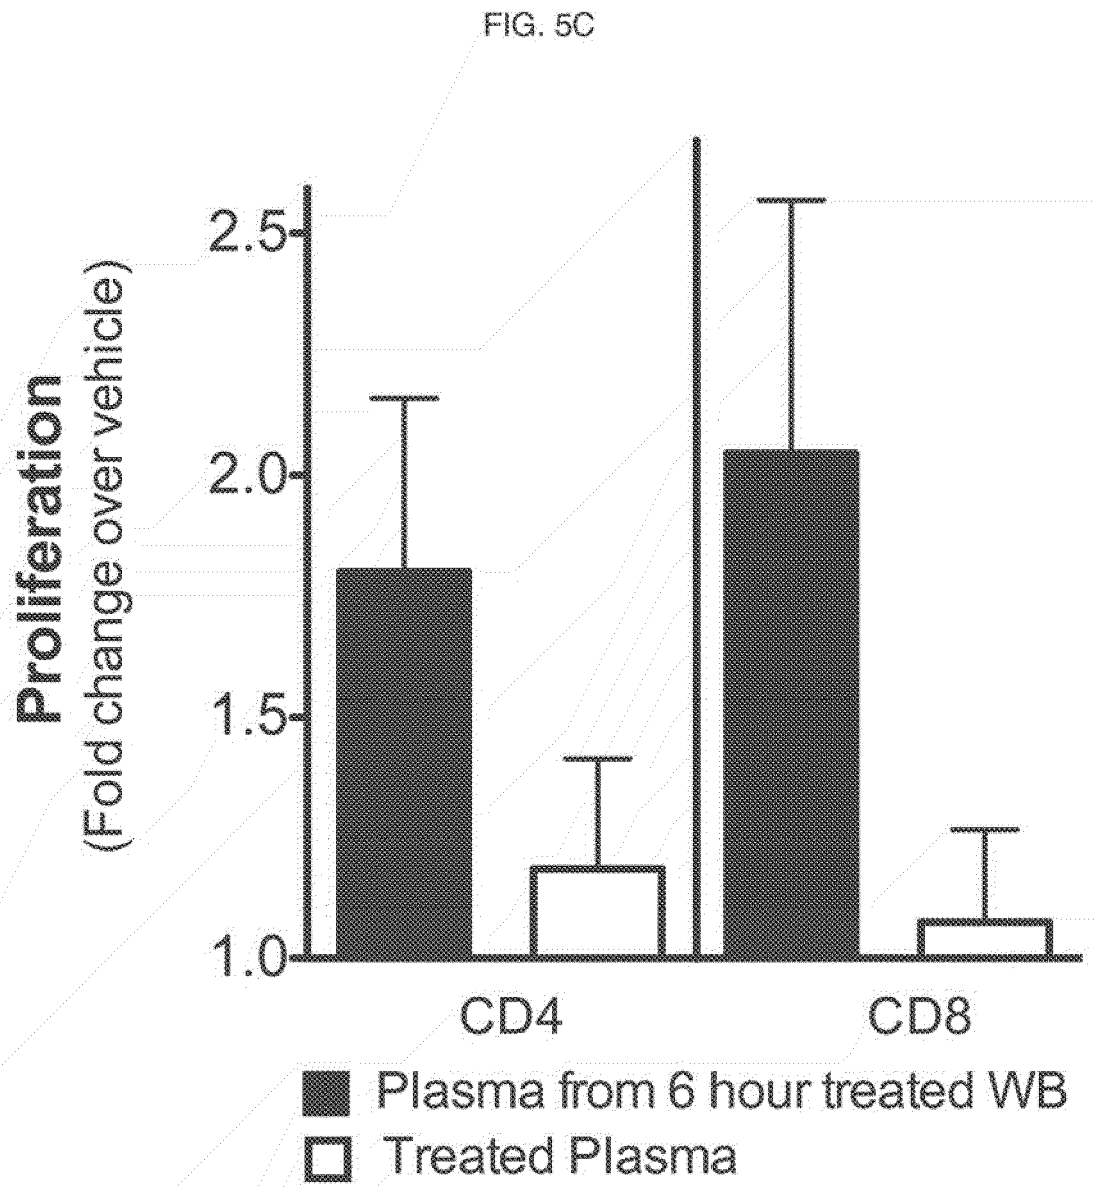 FIG. 5C
Proliferation
(Fold change over vehicle)
2.5
2.0
1.5
1.0
CD4
CD8
Plasma from 6 hour treated WB
Treated Plasma